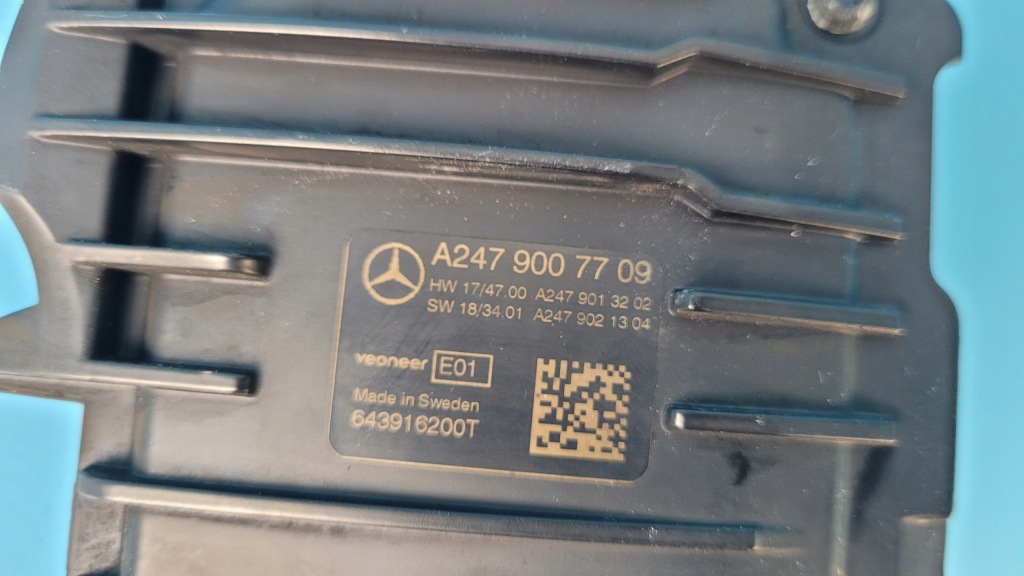 A247 900 77 09
HW 17/47.00 A247 901 32 02
SW 18/34.01 A247 902 13 04
veoneer E01
Made in Sweden
643916200T